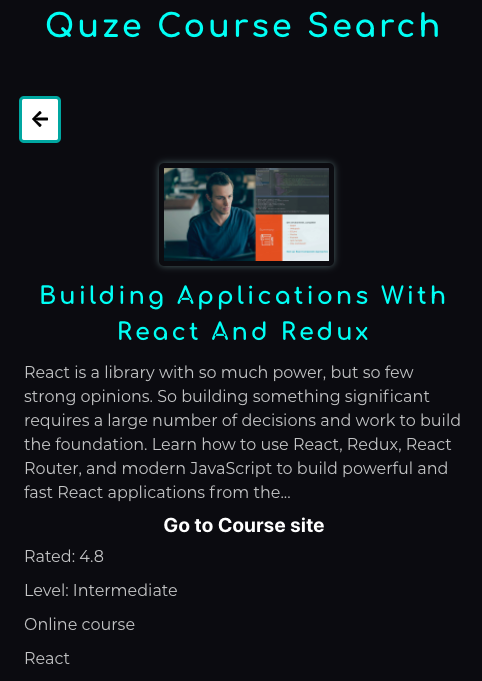 Quze Course Search
Building Applications With
React And Redux
React is a library with so much power, but so few
strong opinions. So building something significant
requires a large number of decisions and work to build
the foundation. Learn how to use React, Redux, React
Router, and modern JavaScript to build powerful and
fast React applications from the...
Go to Course site
Rated: 4.8
Level: Intermediate
Online course
React